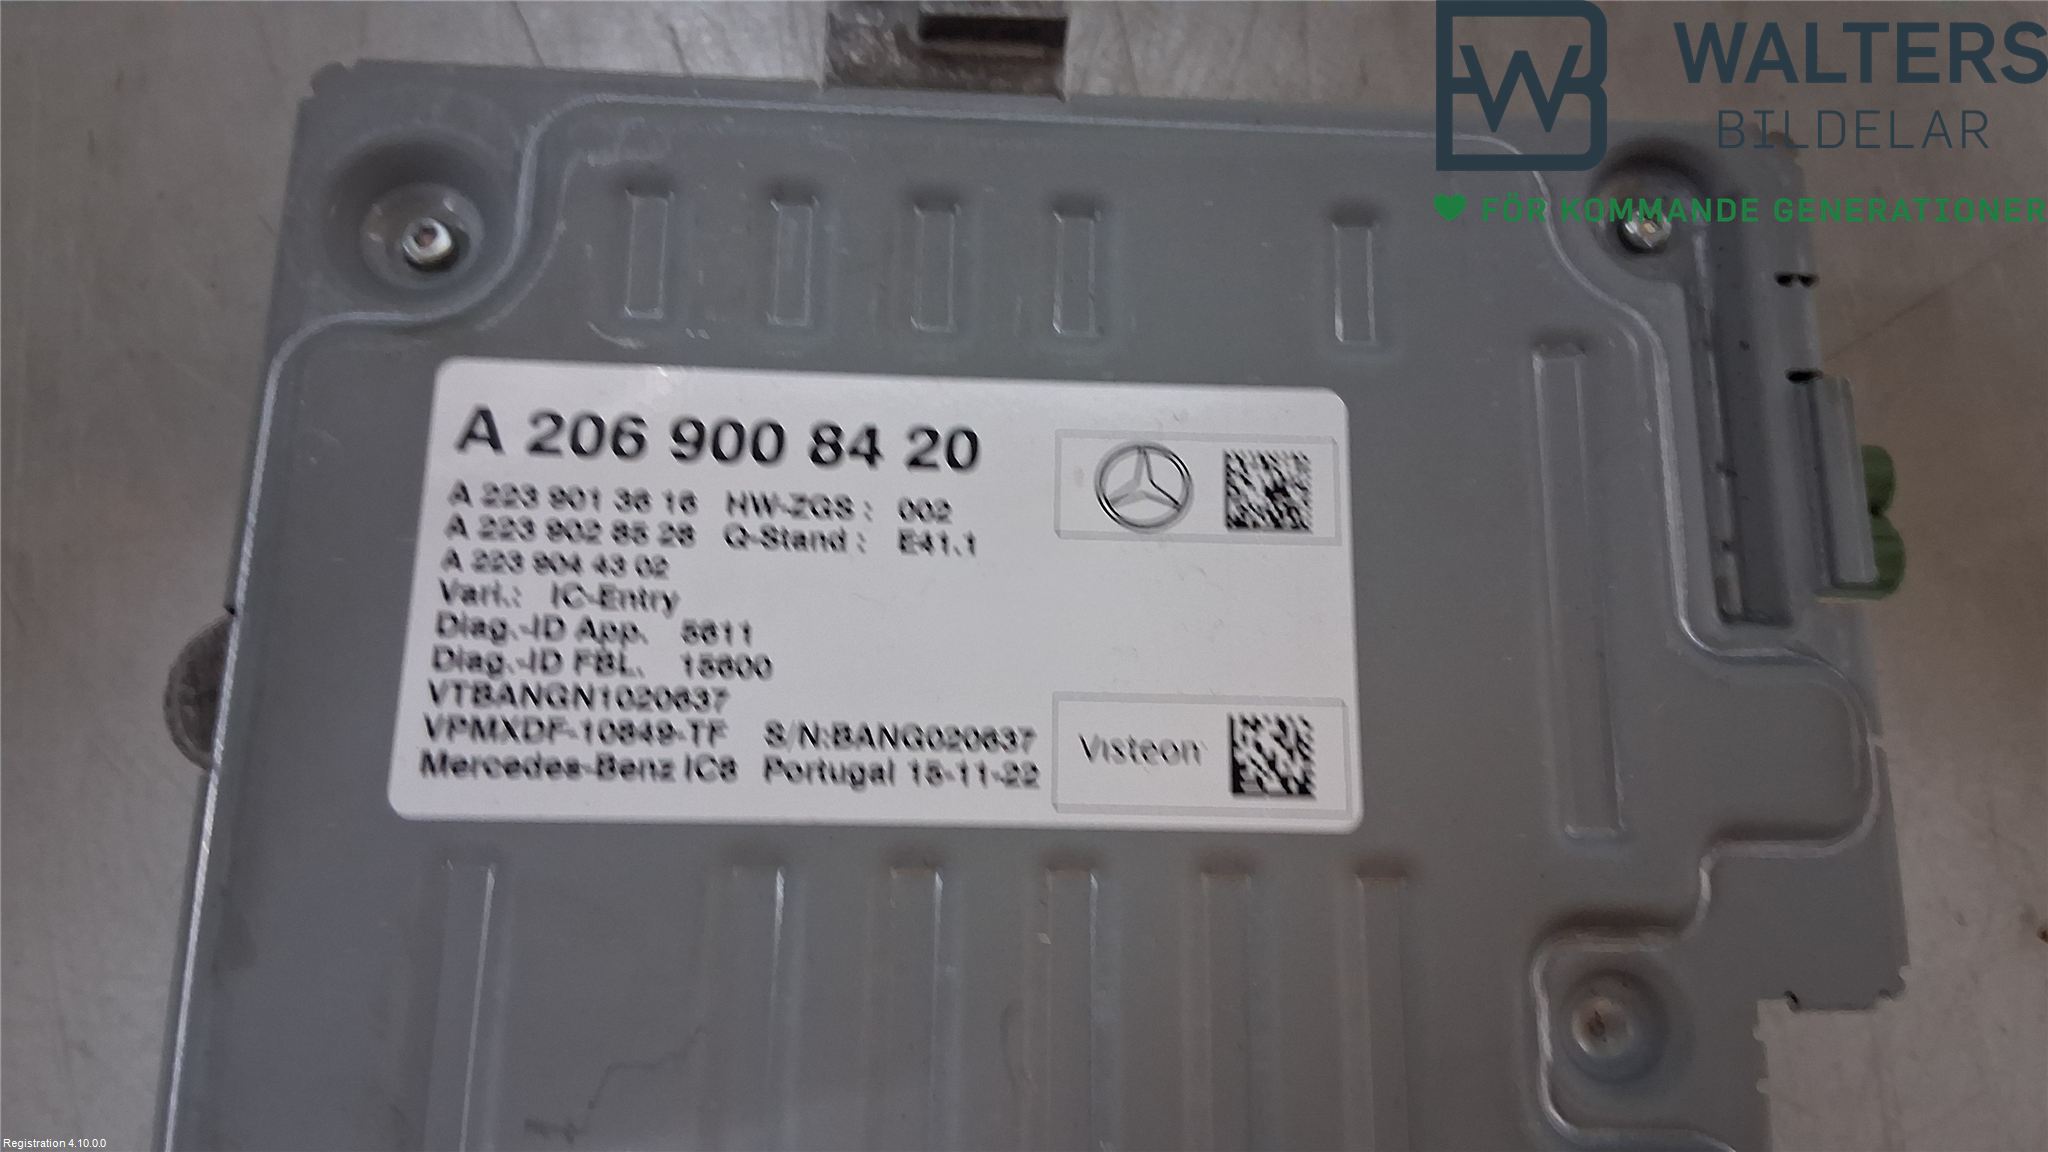 WALTERS
BILDELAR
FÖR KOMMANDE GENERATIONER
A 206 900 84 20
A 223 901 36 16 HW-ZGS : 002
A 223 902 85 28 Q-Stand : E41.1
A 223 904 43 02
Vari.: IC-Entry
Diag.-ID App. 5611
Diag.-ID FBL. 15600
VTBANGN1020637
VPMXDF-10849-TF S/N:BANG020637
Mercedes-Benz IC6 Portugal 15-11-22
Visteon
Registration 4.10.0.0